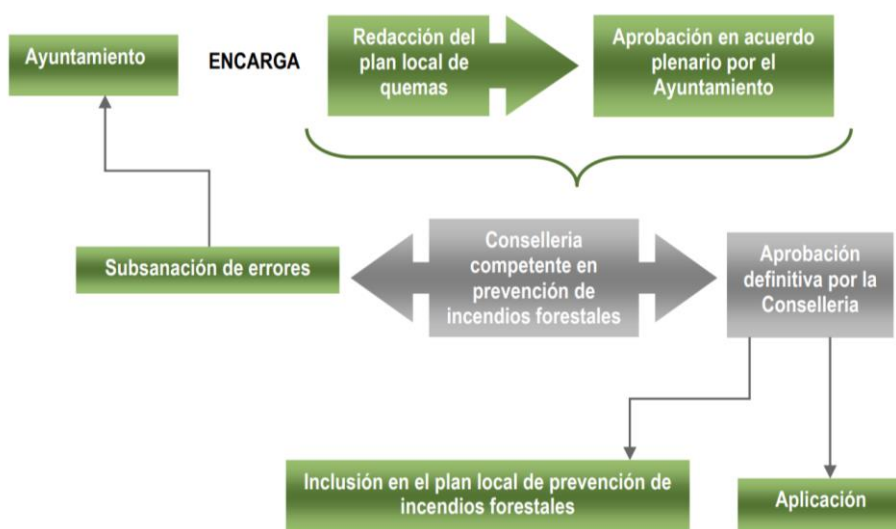 Ayuntamiento
ENCARGA
Redacción del
plan local de
quemas
Aprobación en acuerdo
plenario por el
Ayuntamiento
Subsanación de errores
Conselleria
competente en
prevención de
incendios forestales
Aprobación
definitiva por la
Conselleria
Inclusión en el plan local de prevención de
incendios forestales
Aplicación